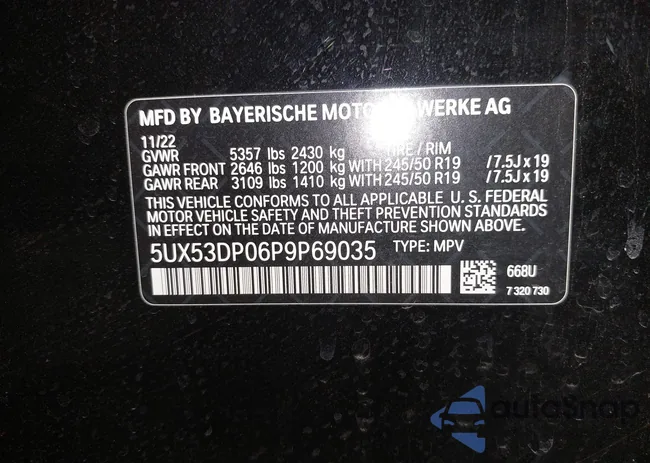 MFD BY BAYERISCHE MOTO WERKE AG
11/22
GVWR 5357 lbs 2430 kg TIRE / RIM
GAWR FRONT 2646 lbs 1200 kg WITH 245/50 R19 / 7.5J x 19
GAWR REAR 3109 lbs 1410 kg WITH 245/50 R19 / 7.5J x 19
THIS VEHICLE CONFORMS TO ALL APPLICABLE U. S. FEDERAL
MOTOR VEHICLE SAFETY AND THEFT PREVENTION STANDARDS
IN EFFECT ON THE DATE OF MANUFACTURE SHOWN ABOVE.
5UX53DP06P9P69035 TYPE: MPV
668U
7 320 730
autoSnap